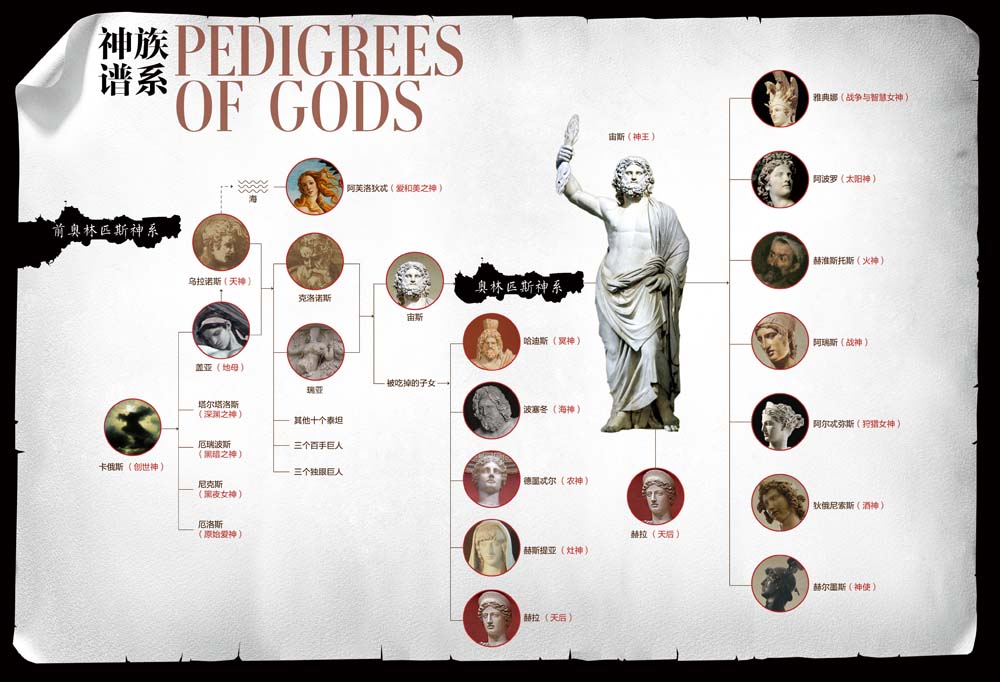 神族
谱系
PEDIGREES
OF GODS
前奥林匹斯神系
海
阿芙洛狄忒（爱和美之神）
乌拉诺斯（天神）
克洛诺斯
盖亚（地母）
瑞亚
宙斯
被吃掉的子女
卡俄斯（创世神）
塔尔塔洛斯
（深渊之神）
厄瑞波斯
（黑暗之神）
尼克斯
（黑夜女神）
厄洛斯
（原始爱神）
其他十个泰坦
三个百手巨人
三个独眼巨人
奥林匹斯神系
哈迪斯（冥神）
波塞冬（海神）
德墨忒尔（农神）
赫斯提亚（灶神）
赫拉（天后）
宙斯（神王）
赫拉（天后）
雅典娜（战争与智慧女神）
阿波罗（太阳神）
赫淮斯托斯（火神）
阿瑞斯（战神）
阿尔忒弥斯（狩猎女神）
狄俄尼索斯（酒神）
赫尔墨斯（神使）